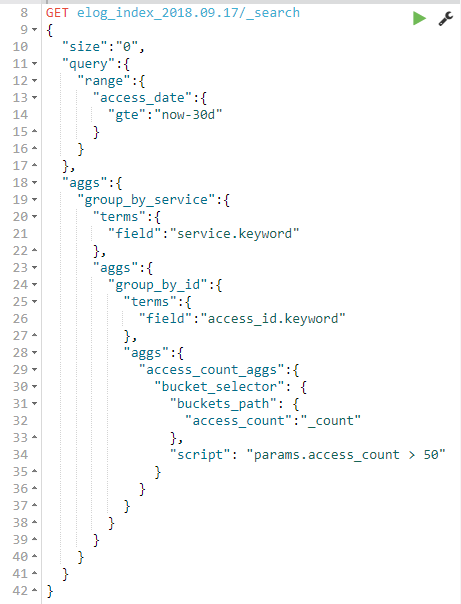 8 GET elog_index_2018.09.17/_search
9 {
10   "size":"0",
11   "query":{
12     "range":{
13       "access_date":{
14         "gte":"now-30d"
15       }
16     }
17   },
18   "aggs":{
19     "group_by_service":{
20       "terms":{
21         "field":"service.keyword"
22       },
23       "aggs":{
24         "group_by_id":{
25           "terms":{
26             "field":"access_id.keyword"
27           },
28           "aggs":{
29             "access_count_aggs":{
30               "bucket_selector": {
31                 "buckets_path": {
32                   "access_count":"_count"
33                 },
34                 "script": "params.access_count > 50"
35               }
36             }
37           }
38         }
39       }
40     }
41   }
42 }